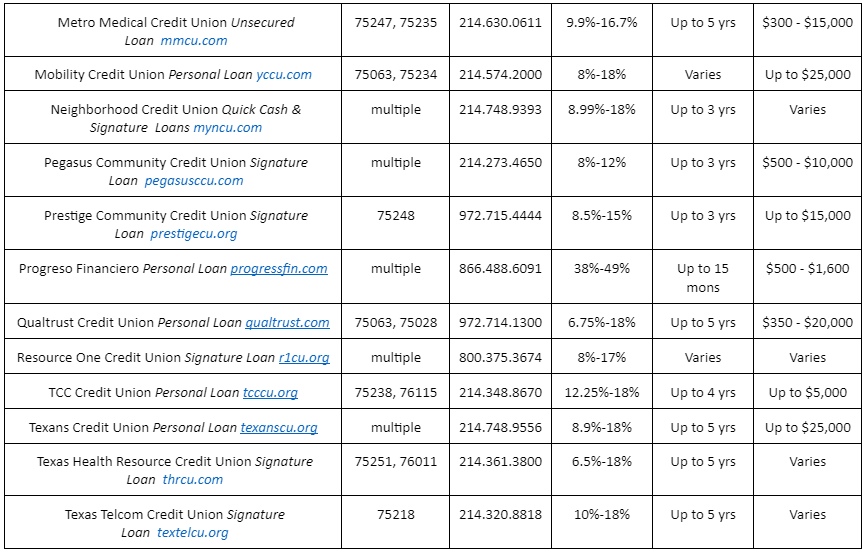 Metro Medical Credit Union Unsecured
Loan mmcu.com
75247, 75235
214.630.0611
9.9%-16.7%
Up to 5 yrs
$300 - $15,000
Mobility Credit Union Personal Loan yccu.com
75063, 75234
214.574.2000
8%-18%
Varies
Up to $25,000
Neighborhood Credit Union Quick Cash &
Signature Loans myncu.com
multiple
214.748.9393
8.99%-18%
Up to 3 yrs
Varies
Pegasus Community Credit Union Signature
Loan pegasusccu.com
multiple
214.273.4650
8%-12%
Up to 3 yrs
$500 - $10,000
Prestige Community Credit Union Signature
Loan prestigecu.org
75248
972.715.4444
8.5%-15%
Up to 3 yrs
Up to $15,000
Progreso Financiero Personal Loan progressfin.com
multiple
866.488.6091
38%-49%
Up to 15
mons
$500 - $1,600
Qualtrust Credit Union Personal Loan qualtrust.com
75063, 75028
972.714.1300
6.75%-18%
Up to 5 yrs
$350 - $20,000
Resource One Credit Union Signature Loan r1cu.org
multiple
800.375.3674
8%-17%
Varies
Varies
TCC Credit Union Personal Loan tcccu.org
75238, 76115
214.348.8670
12.25%-18%
Up to 4 yrs
Up to $5,000
Texans Credit Union Personal Loan texanscu.org
multiple
214.748.9556
8.9%-18%
Up to 5 yrs
Up to $25,000
Texas Health Resource Credit Union Signature
Loan thrcu.com
75251, 76011
214.361.3800
6.5%-18%
Up to 5 yrs
Varies
Texas Telcom Credit Union Signature
Loan textelcu.org
75218
214.320.8818
10%-18%
Up to 5 yrs
Varies